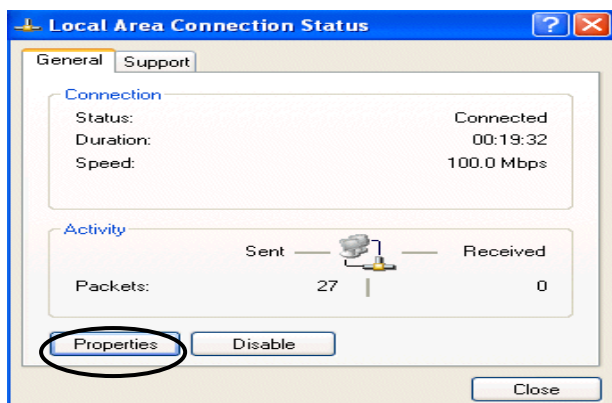 Local Area Connection Status
General Support
Connection
Status: Connected
Duration: 00:19:32
Speed: 100.0 Mbps
Activity
Sent Received
Packets: 27 0
Properties Disable
Close